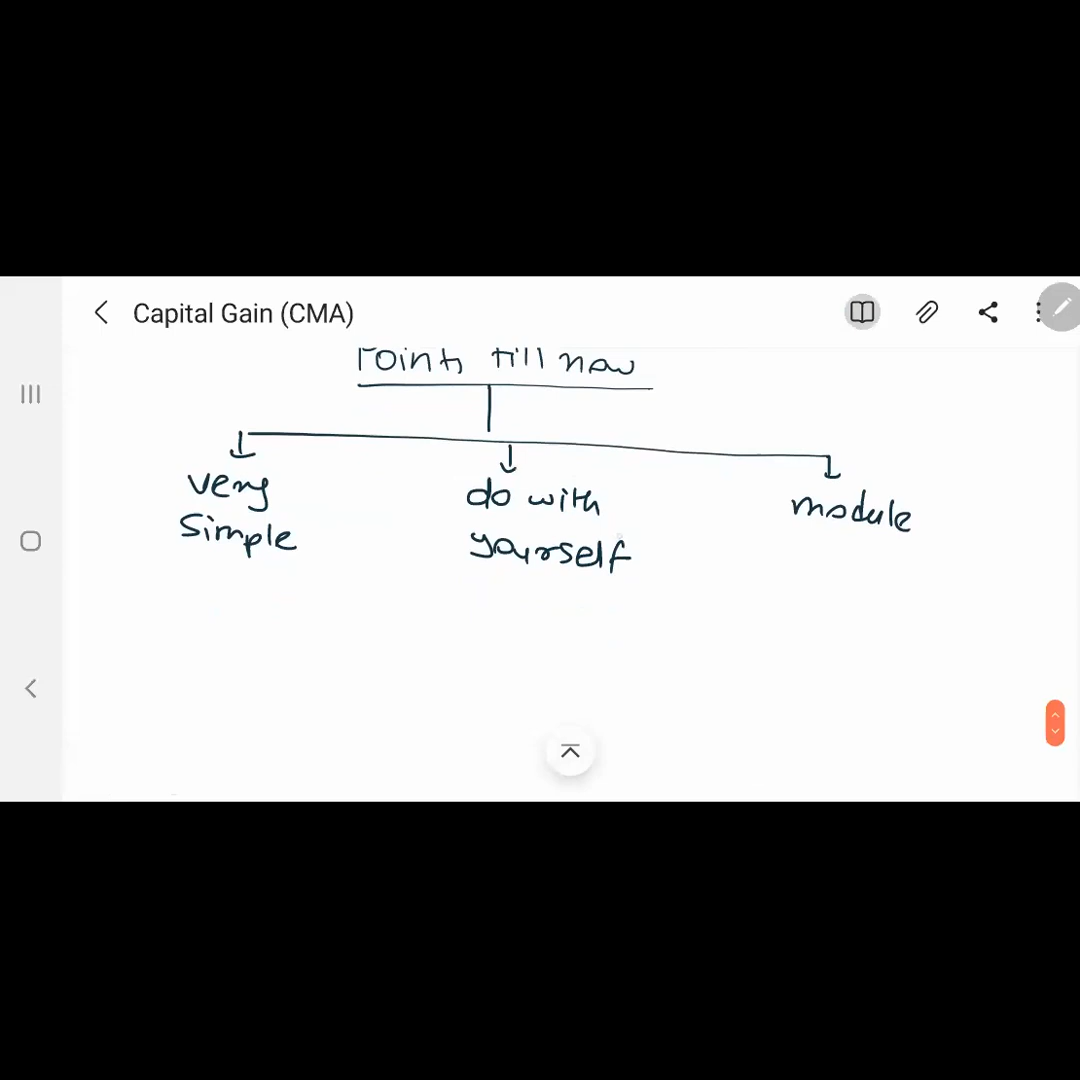 Capital Gain (CMA)
Points till now
very
simple
do with
yourself
module